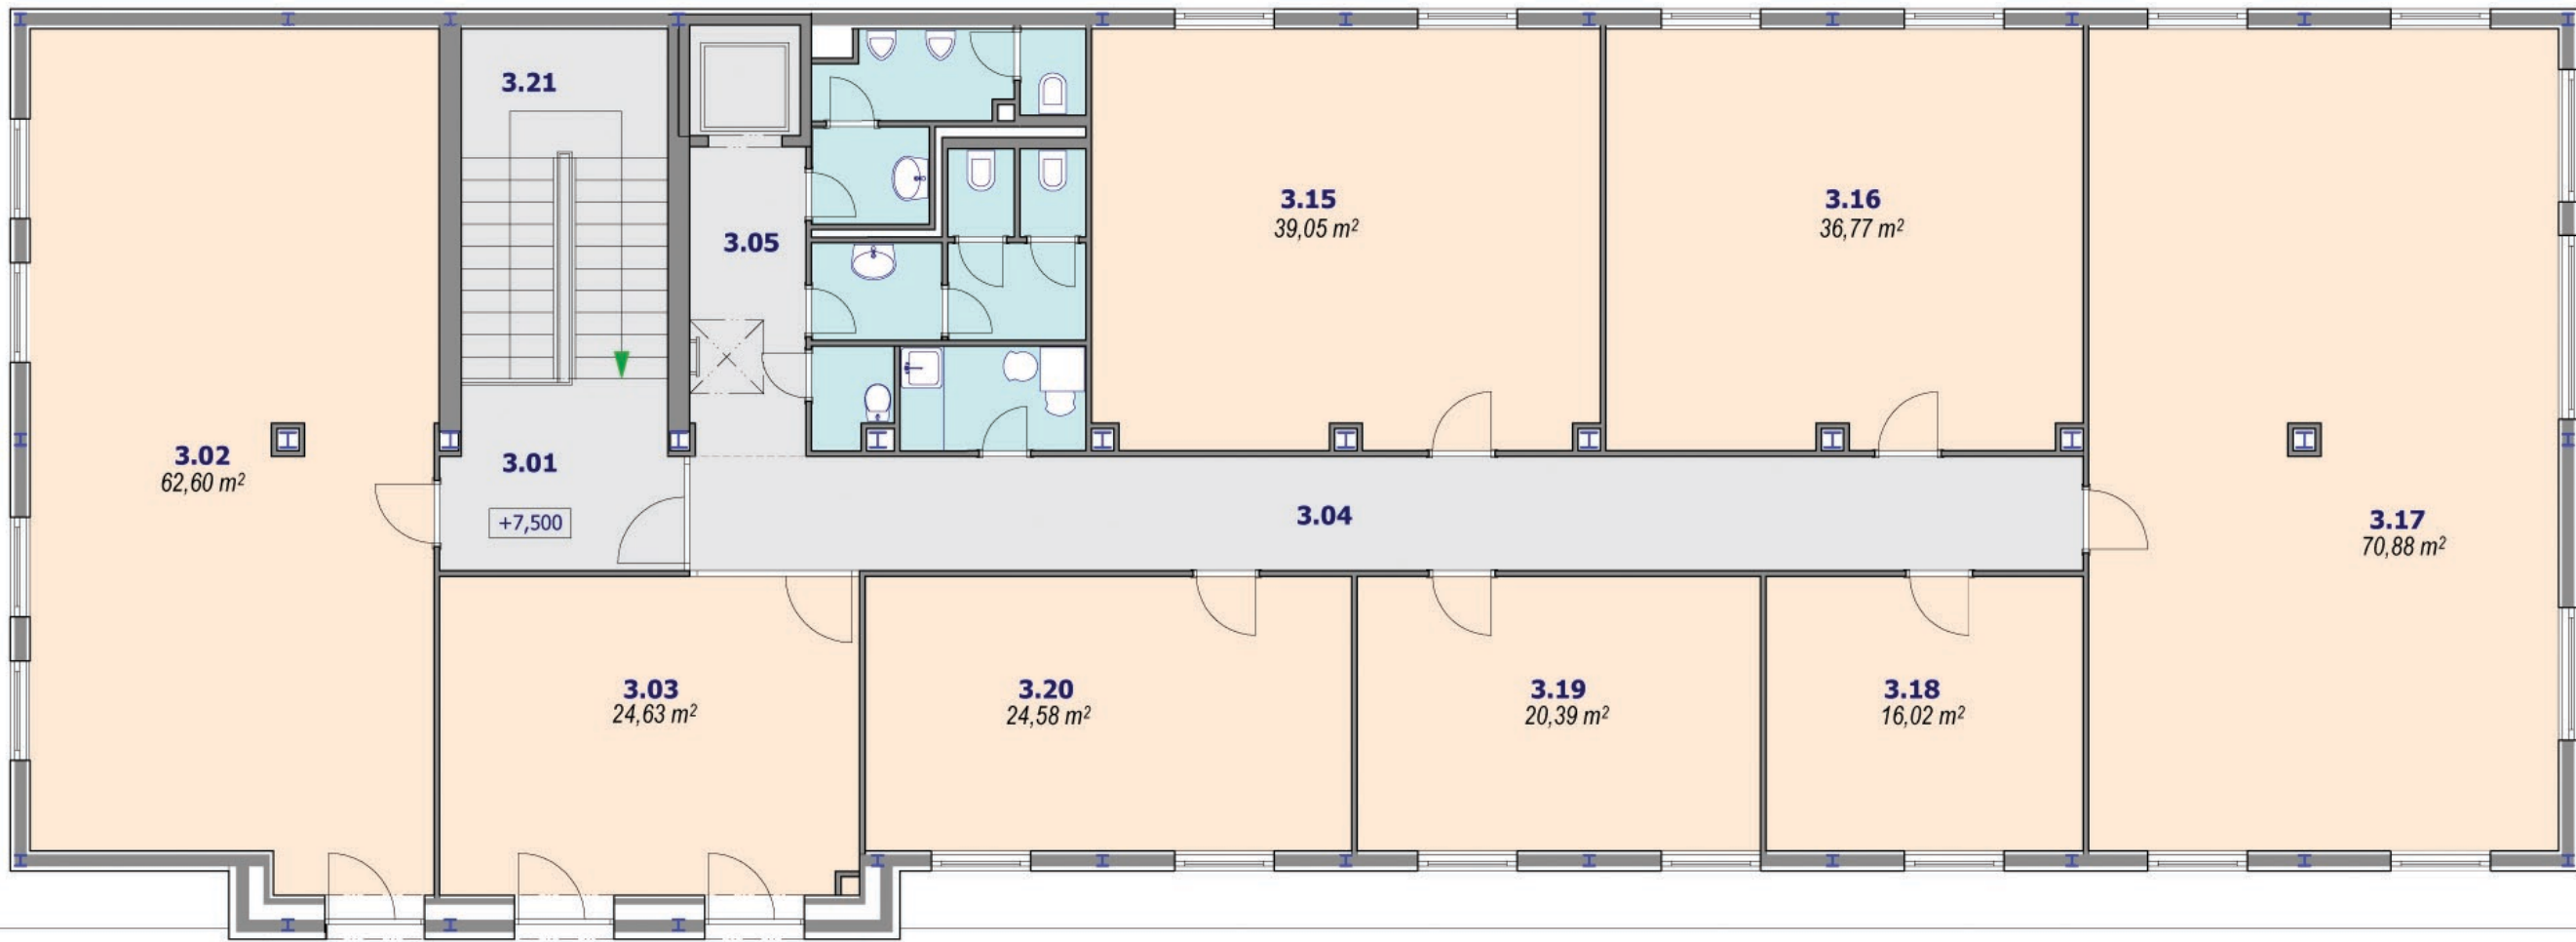 3.21
3.05
3.15
39,05 m²
3.16
36,77 m²
3.02
62,60 m²
3.01
+7,500
3.04
3.17
70,88 m²
3.03
24,63 m²
3.20
24,58 m²
3.19
20,39 m²
3.18
16,02 m²